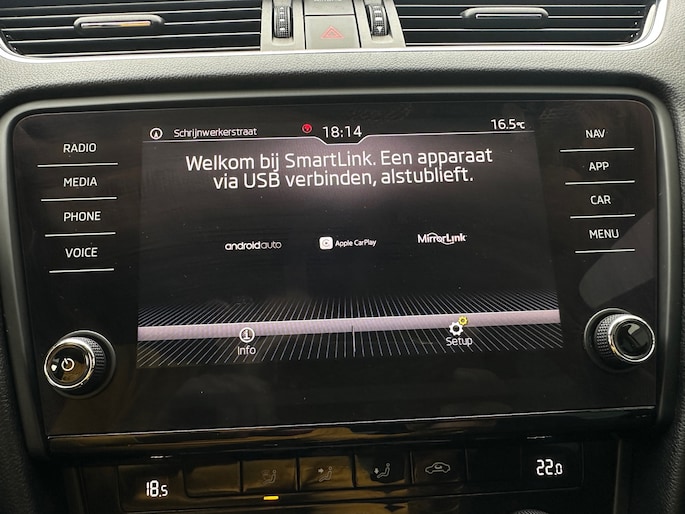 Schrijnwerkerstraat
18:14
16.5°C
RADIO
MEDIA
PHONE
VOICE
Welkom bij SmartLink. Een apparaat
via USB verbinden, alstublieft.
androidauto
Apple CarPlay
MirrorLink
NAV
APP
CAR
MENU
Info
Setup
18.5
22.0